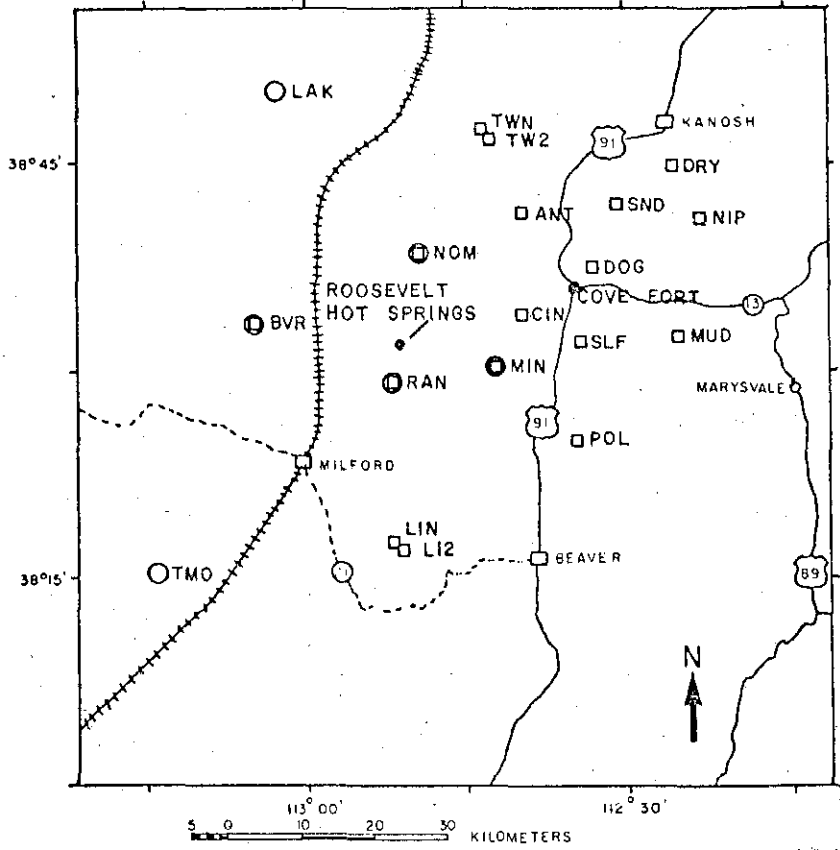 LAK
TWN
TW2
91
KANOSH
38°45'
DRY
SND
ANT
NIP
NOM
DOG
ROOSEVELT
HOT SPRINGS
COVE FORT
13
BVR
CIN
SLF
MUD
MIN
RAN
MARYSVALE
91
POL
MILFORD
LIN
LI2
BEAVER
38°15'
TMO
89
N
113°00'
112°30'
5 0 10 20 30 KILOMETERS